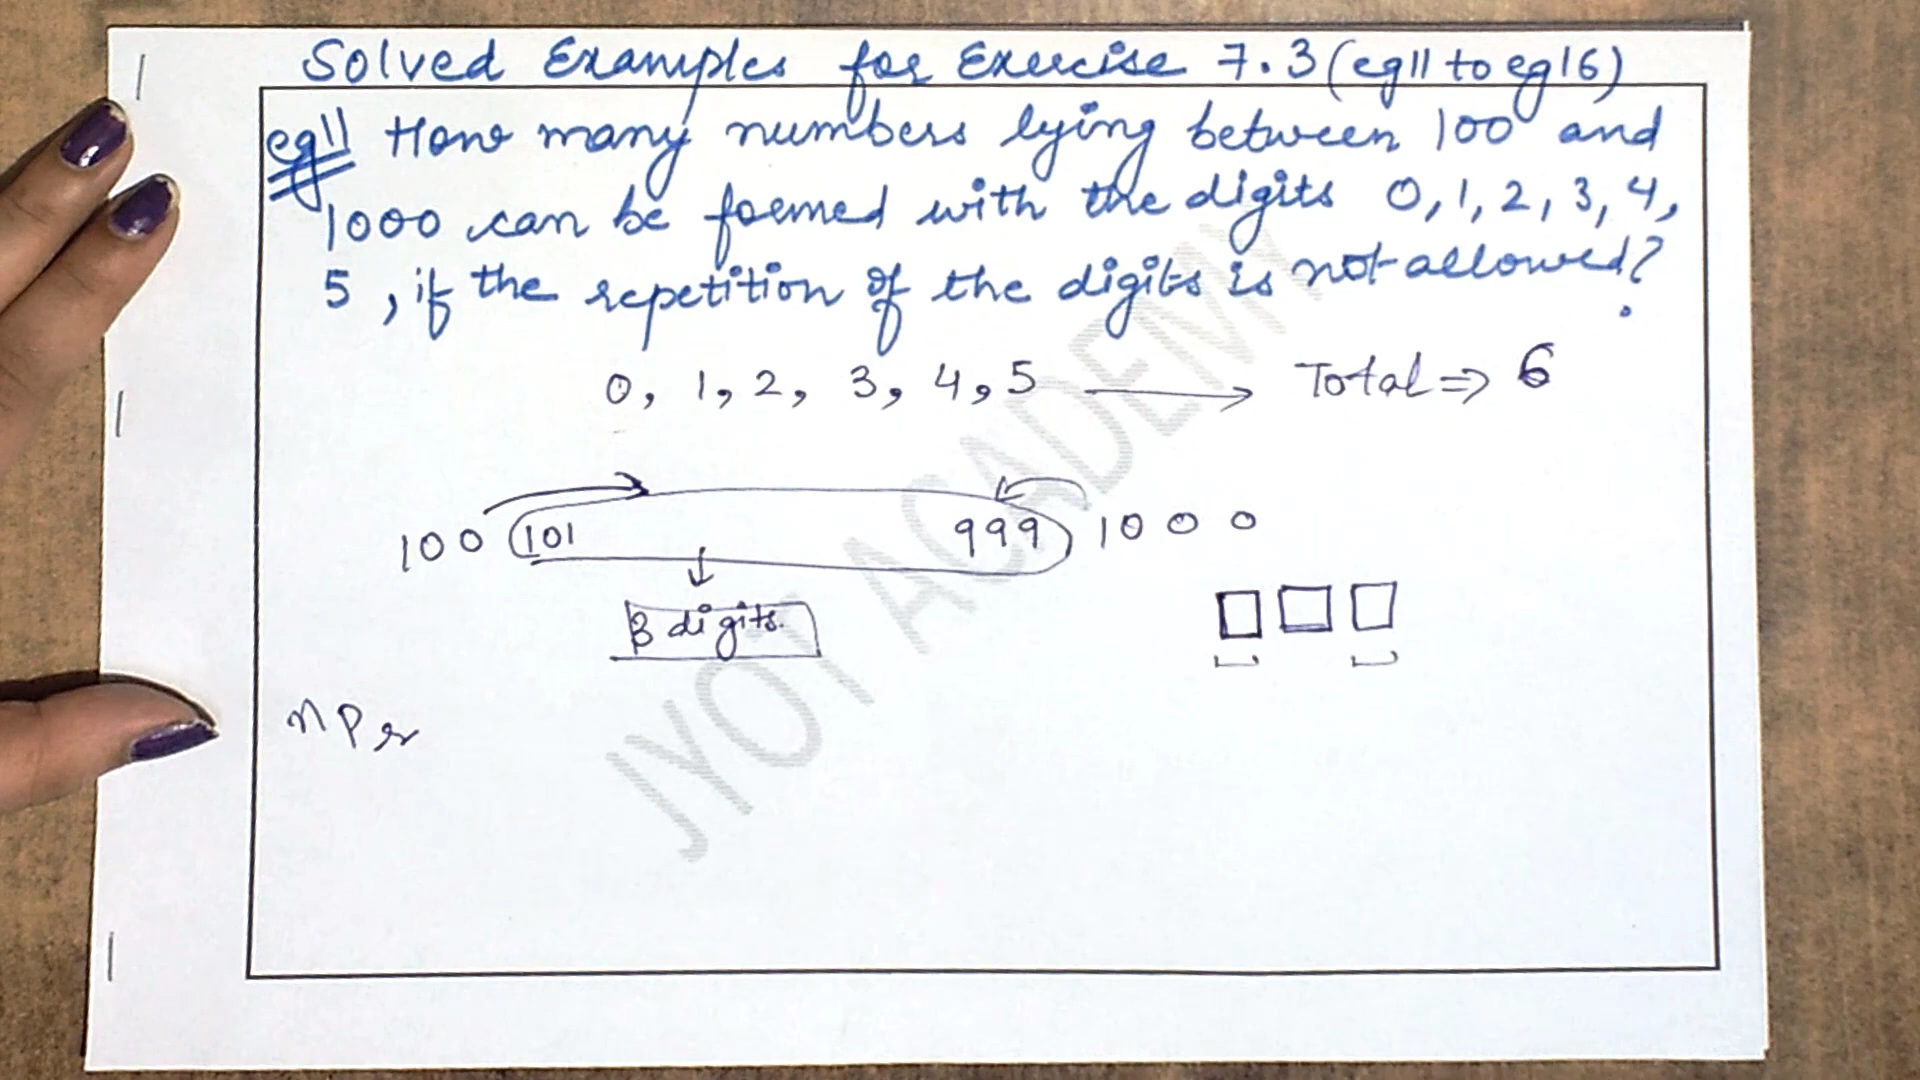 Solved Examples for Exercise 7.3 (eg11 to eg16)
eg11 How many numbers lying between 100 and
1000 can be formed with the digits 0, 1, 2, 3, 4,
5, if the repetition of the digits is not allowed?
0, 1, 2, 3, 4, 5 → Total ⇒ 6
100 101 999 1000
3 digits.
nPr
JYOT ACADEMY